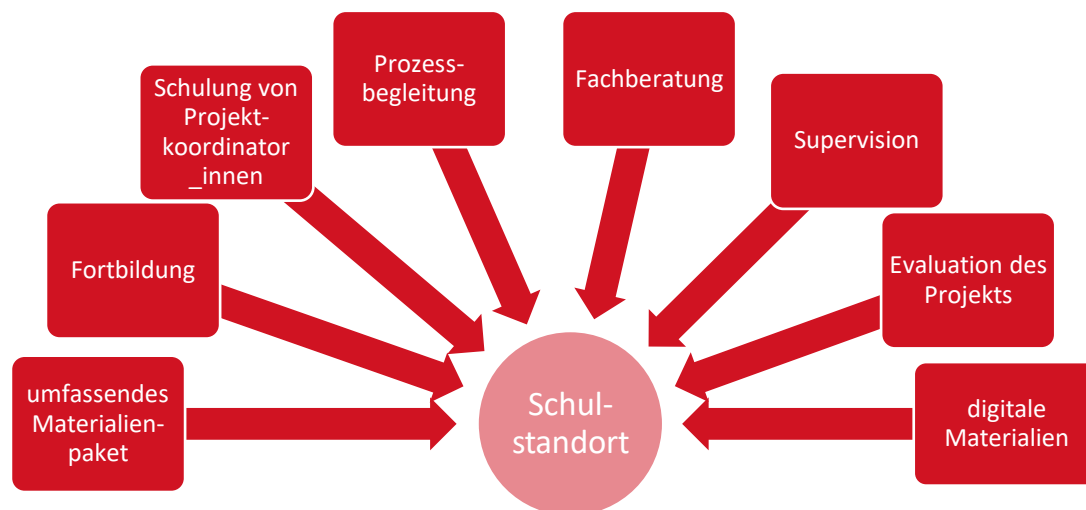 Prozess-
begleitung
Fachberatung
Schulung von
Projekt-
koordinator
_innen
Supervision
Fortbildung
Evaluation des
Projekts
umfassendes
Materialien-
paket
Schul-
standort
digitale
Materialien